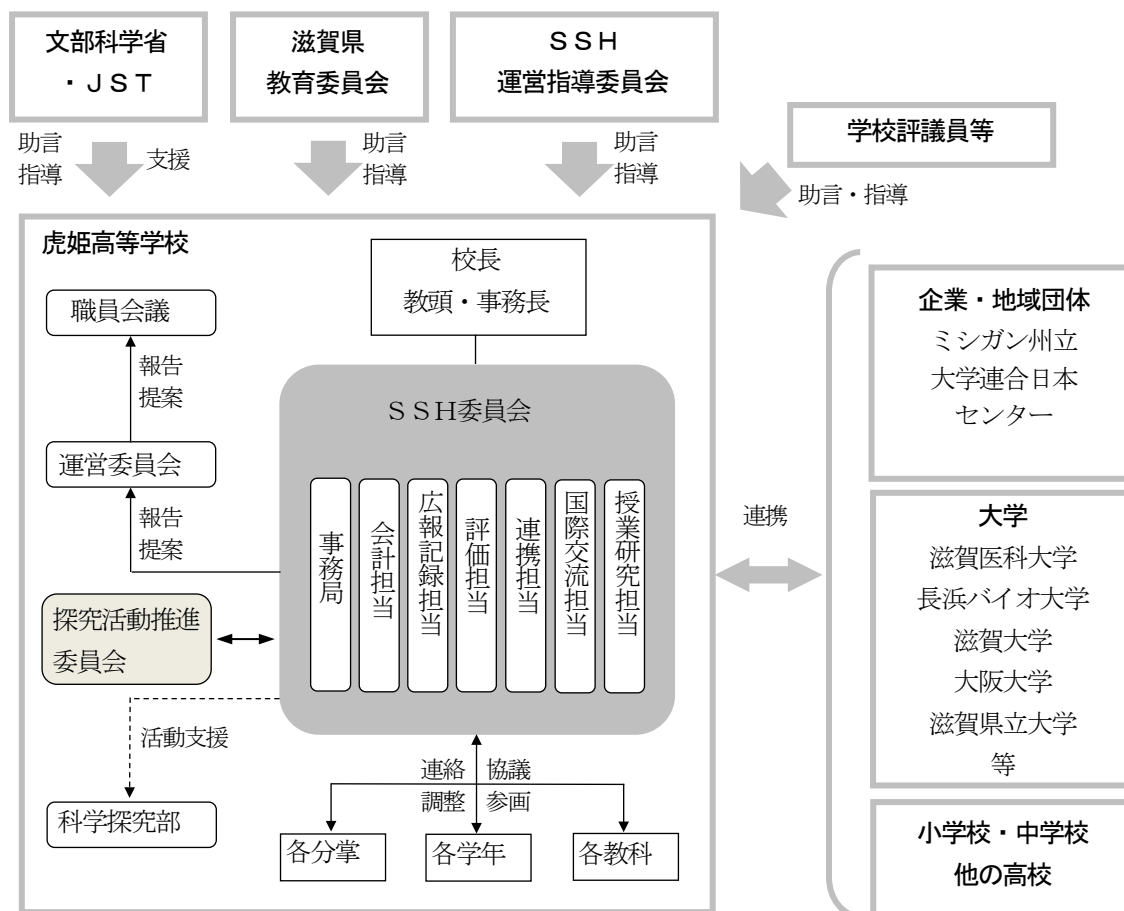 文部科学省
・ＪＳＴ
滋賀県
教育委員会
ＳＳＨ
運営指導委員会
学校評議員等
助言
指導
支援
助言
指導
助言
指導
助言・指導
虎姫高等学校
校長
教頭・事務長
職員会議
報告
提案
運営委員会
報告
提案
探究活動推進
委員会
活動支援
科学探究部
ＳＳＨ委員会
事務局
会計担当
広報記録担当
評価担当
連携担当
国際交流担当
授業研究担当
連絡 協議
調整 参画
各分掌
各学年
各教科
連携
企業・地域団体
ミシガン州立
大学連合日本
センター
大学
滋賀医科大学
長浜バイオ大学
滋賀大学
大阪大学
滋賀県立大学
等
小学校・中学校
他の高校